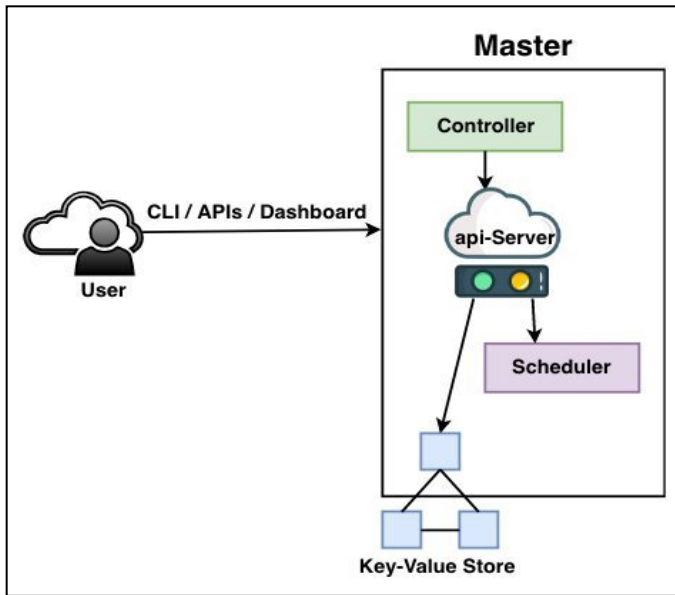 Master
Controller
CLI / APIs / Dashboard
api-Server
User
Scheduler
Key-Value Store